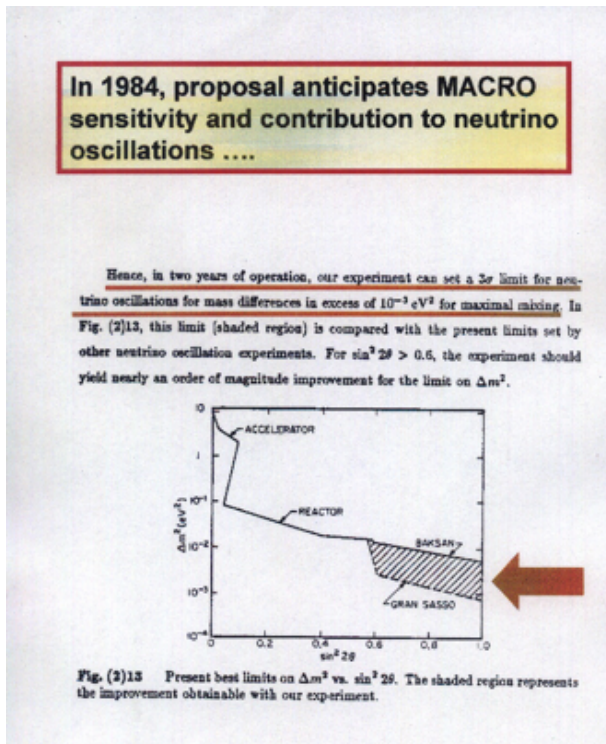 In 1984, proposal anticipates MACRO
sensitivity and contribution to neutrino
oscillations ....
Hence, in two years of operation, our experiment can set a 3σ limit for neu-
trino oscillations for mass differences in excess of 10⁻³ eV² for maximal mixing. In
Fig. (2)13, this limit (shaded region) is compared with the present limits set by
other neutrino oscillation experiments. For sin² 2θ > 0.6, the experiment should
yield nearly an order of magnitude improvement for the limit on Δm².
10
ACCELERATOR
1
Δm² (eV²)
10⁻¹
REACTOR
BAKSAN
10⁻²
10⁻³
GRAN SASSO
10⁻⁴
0 0.2 0.4 0.6 0.8 1.0
sin² 2θ
Fig. (2)13 Present best limits on Δm² vs. sin² 2θ. The shaded region represents
the improvement obtainable with our experiment.